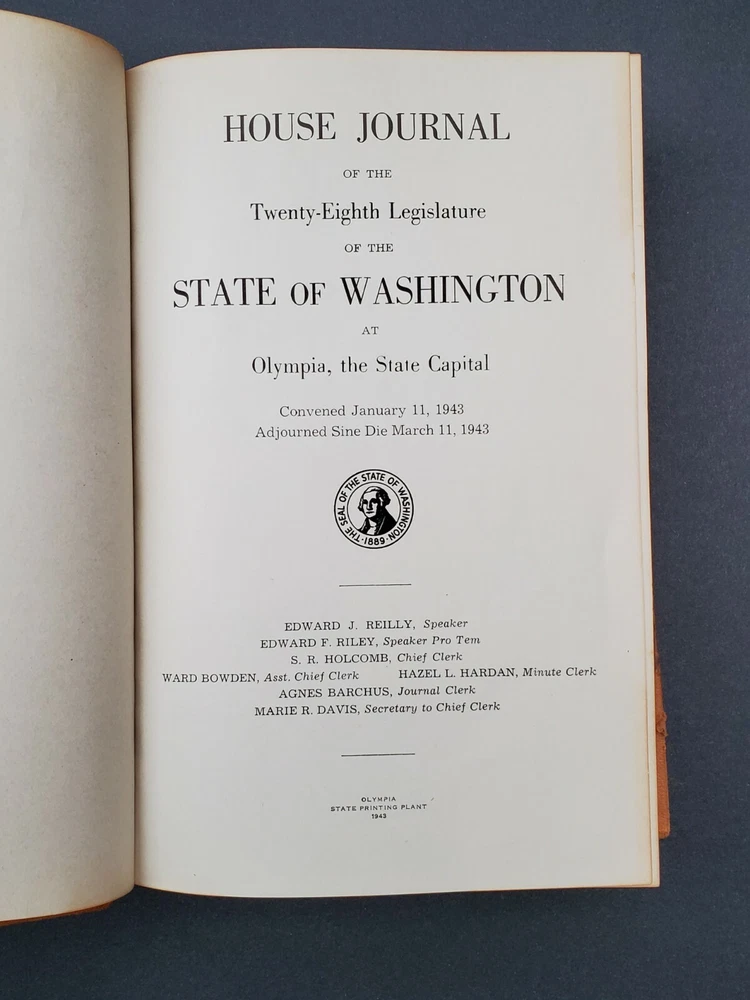 HOUSE JOURNAL
OF THE
Twenty-Eighth Legislature
OF THE
STATE OF WASHINGTON
AT
Olympia, the State Capital
Convened January 11, 1943
Adjourned Sine Die March 11, 1943
THE SEAL OF THE STATE OF WASHINGTON
· 1889 ·
EDWARD J. REILLY, Speaker
EDWARD F. RILEY, Speaker Pro Tem
S. R. HOLCOMB, Chief Clerk
WARD BOWDEN, Asst. Chief Clerk HAZEL L. HARDAN, Minute Clerk
AGNES BARCHUS, Journal Clerk
MARIE R. DAVIS, Secretary to Chief Clerk
OLYMPIA
STATE PRINTING PLANT
1943